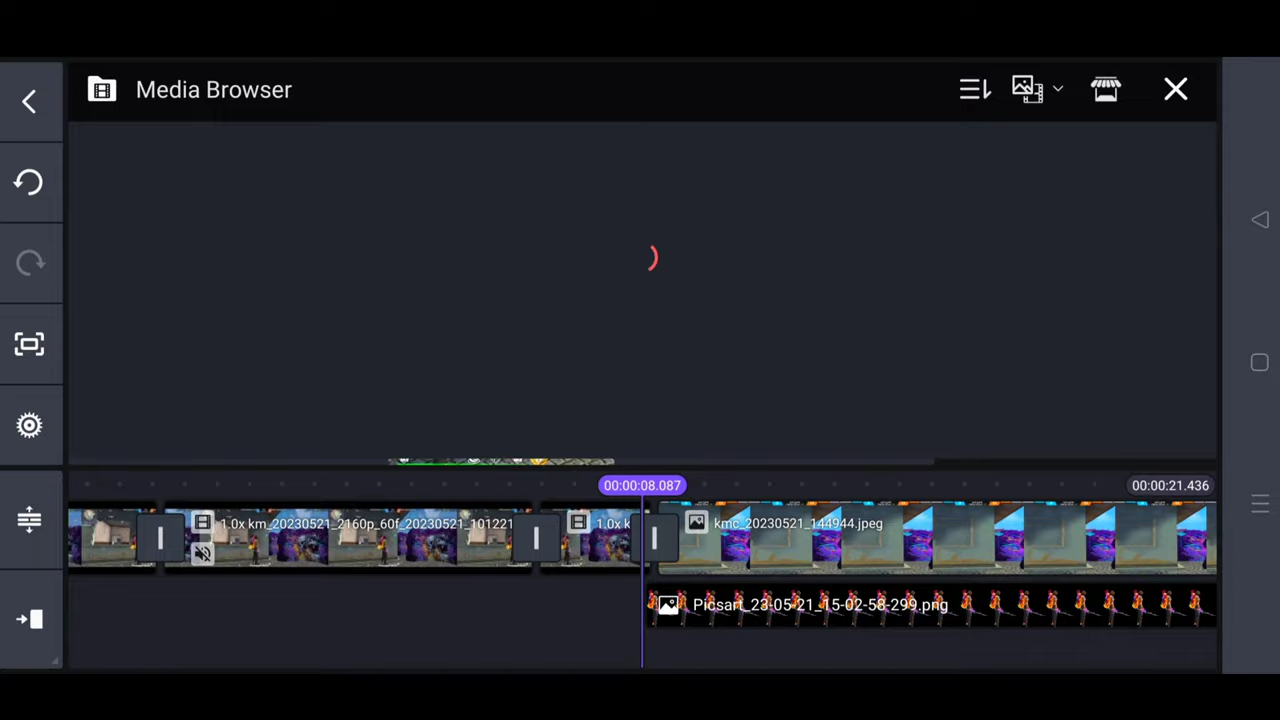 Media Browser
00:00:08.087
00:00:21.436
1.0x km_20230521_2160p_60f_20230521_101221
1.0x k
kmc_20230521_144944.jpeg
Picsart_23-05-21_15-02-58-299.png